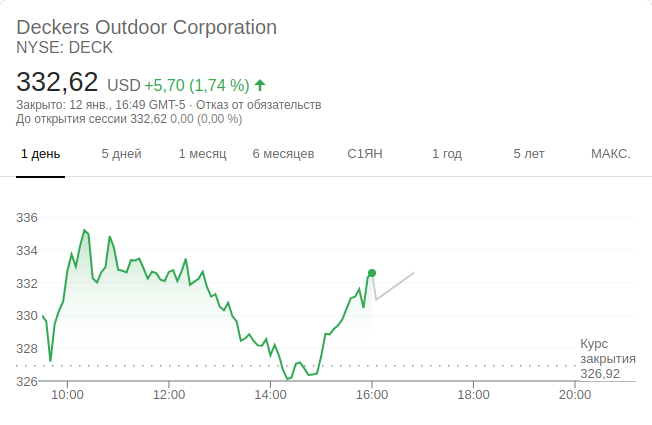 Deckers Outdoor Corporation
NYSE: DECK
332,62 USD +5,70 (1,74 %)
Закрыто: 12 янв., 16:49 GMT-5 · Отказ от обязательств
До открытия сессии 332,62 0,00 (0,00 %)
1 день 5 дней 1 месяц 6 месяцев С1ЯН 1 год 5 лет МАКС.
336
334
332
330
328
326
Курс
закрытия
326,92
10:00 12:00 14:00 16:00 18:00 20:00